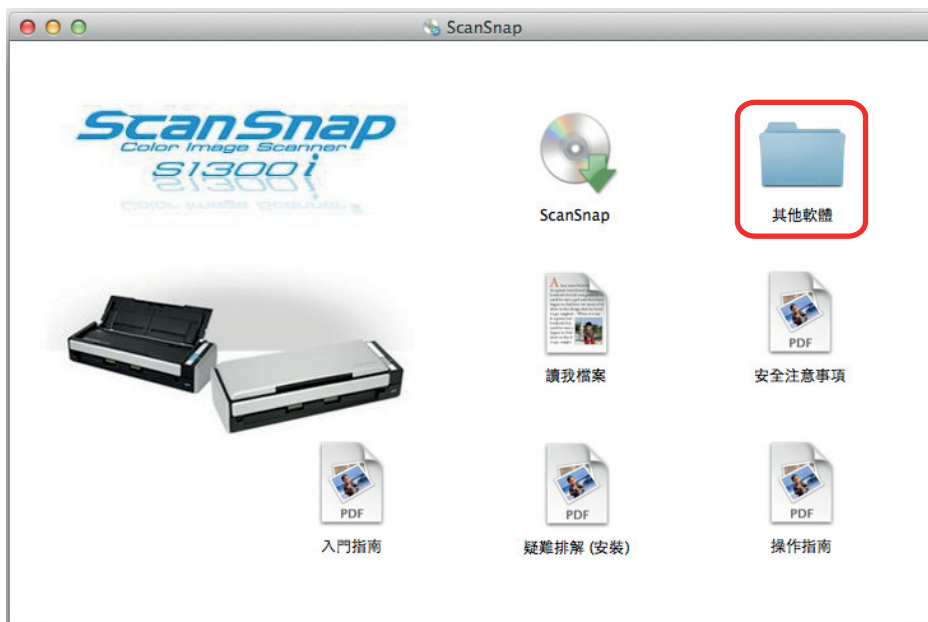 ScanSnap
ScanSnap
Color Image Scanner
S1300i
ScanSnap
其他軟體
讀我檔案
PDF
安全注意事項
PDF
入門指南
PDF
疑難排解 (安裝)
PDF
操作指南